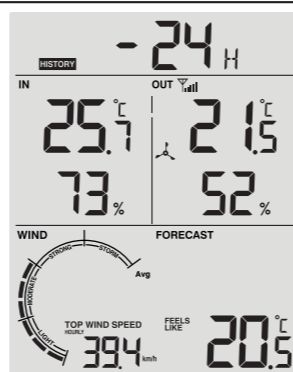 HISTORY -24H
IN OUT
25.7 °C 21.5 °C
73% 52%
WIND FORECAST
LIGHT MODERATE STRONG STORM
Avg
TOP WIND SPEED FEELS LIKE
HOURLY
39.4 km/h 20.5 °C